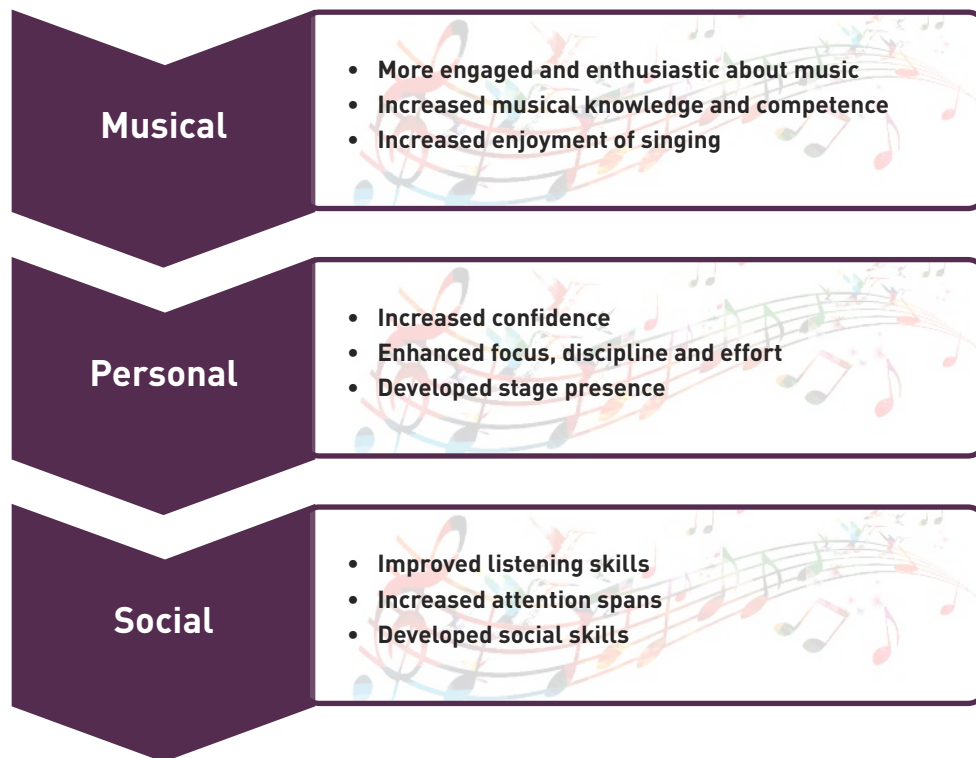 Musical
• More engaged and enthusiastic about music
• Increased musical knowledge and competence
• Increased enjoyment of singing
Personal
• Increased confidence
• Enhanced focus, discipline and effort
• Developed stage presence
Social
• Improved listening skills
• Increased attention spans
• Developed social skills